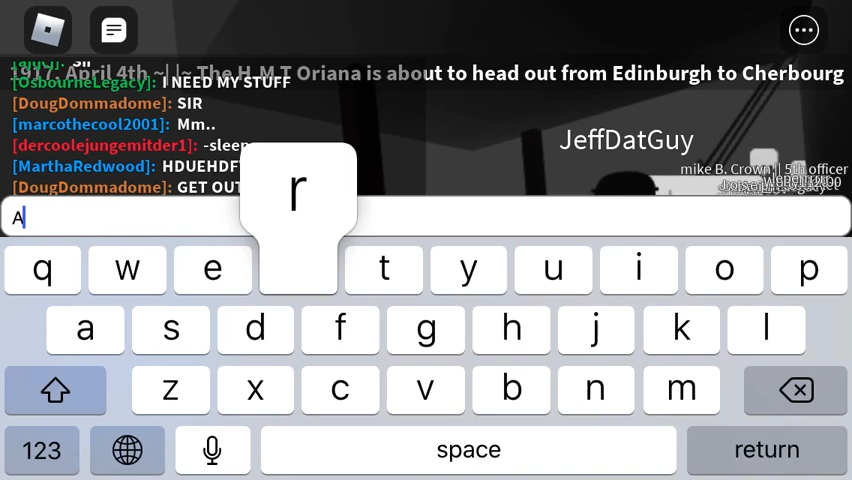 1917, April 4th ~| |~ The H.M.T Oriana is about to head out from Edinburgh to Cherbourg
[OsbourneLegacy]: I NEED MY STUFF
[DougDommadome]: SIR
[marcothecool2001]: Mm..
[dercoolejungemitder1]: -sleep
[MarthaRedwood]: HDUEHDF
[DougDommadome]: GET OUT
JeffDatGuy
mike B. Crown || 5th officer
A
r
q w e t y u i o p
a s d f g h j k l
z x c v b n m
123 space return